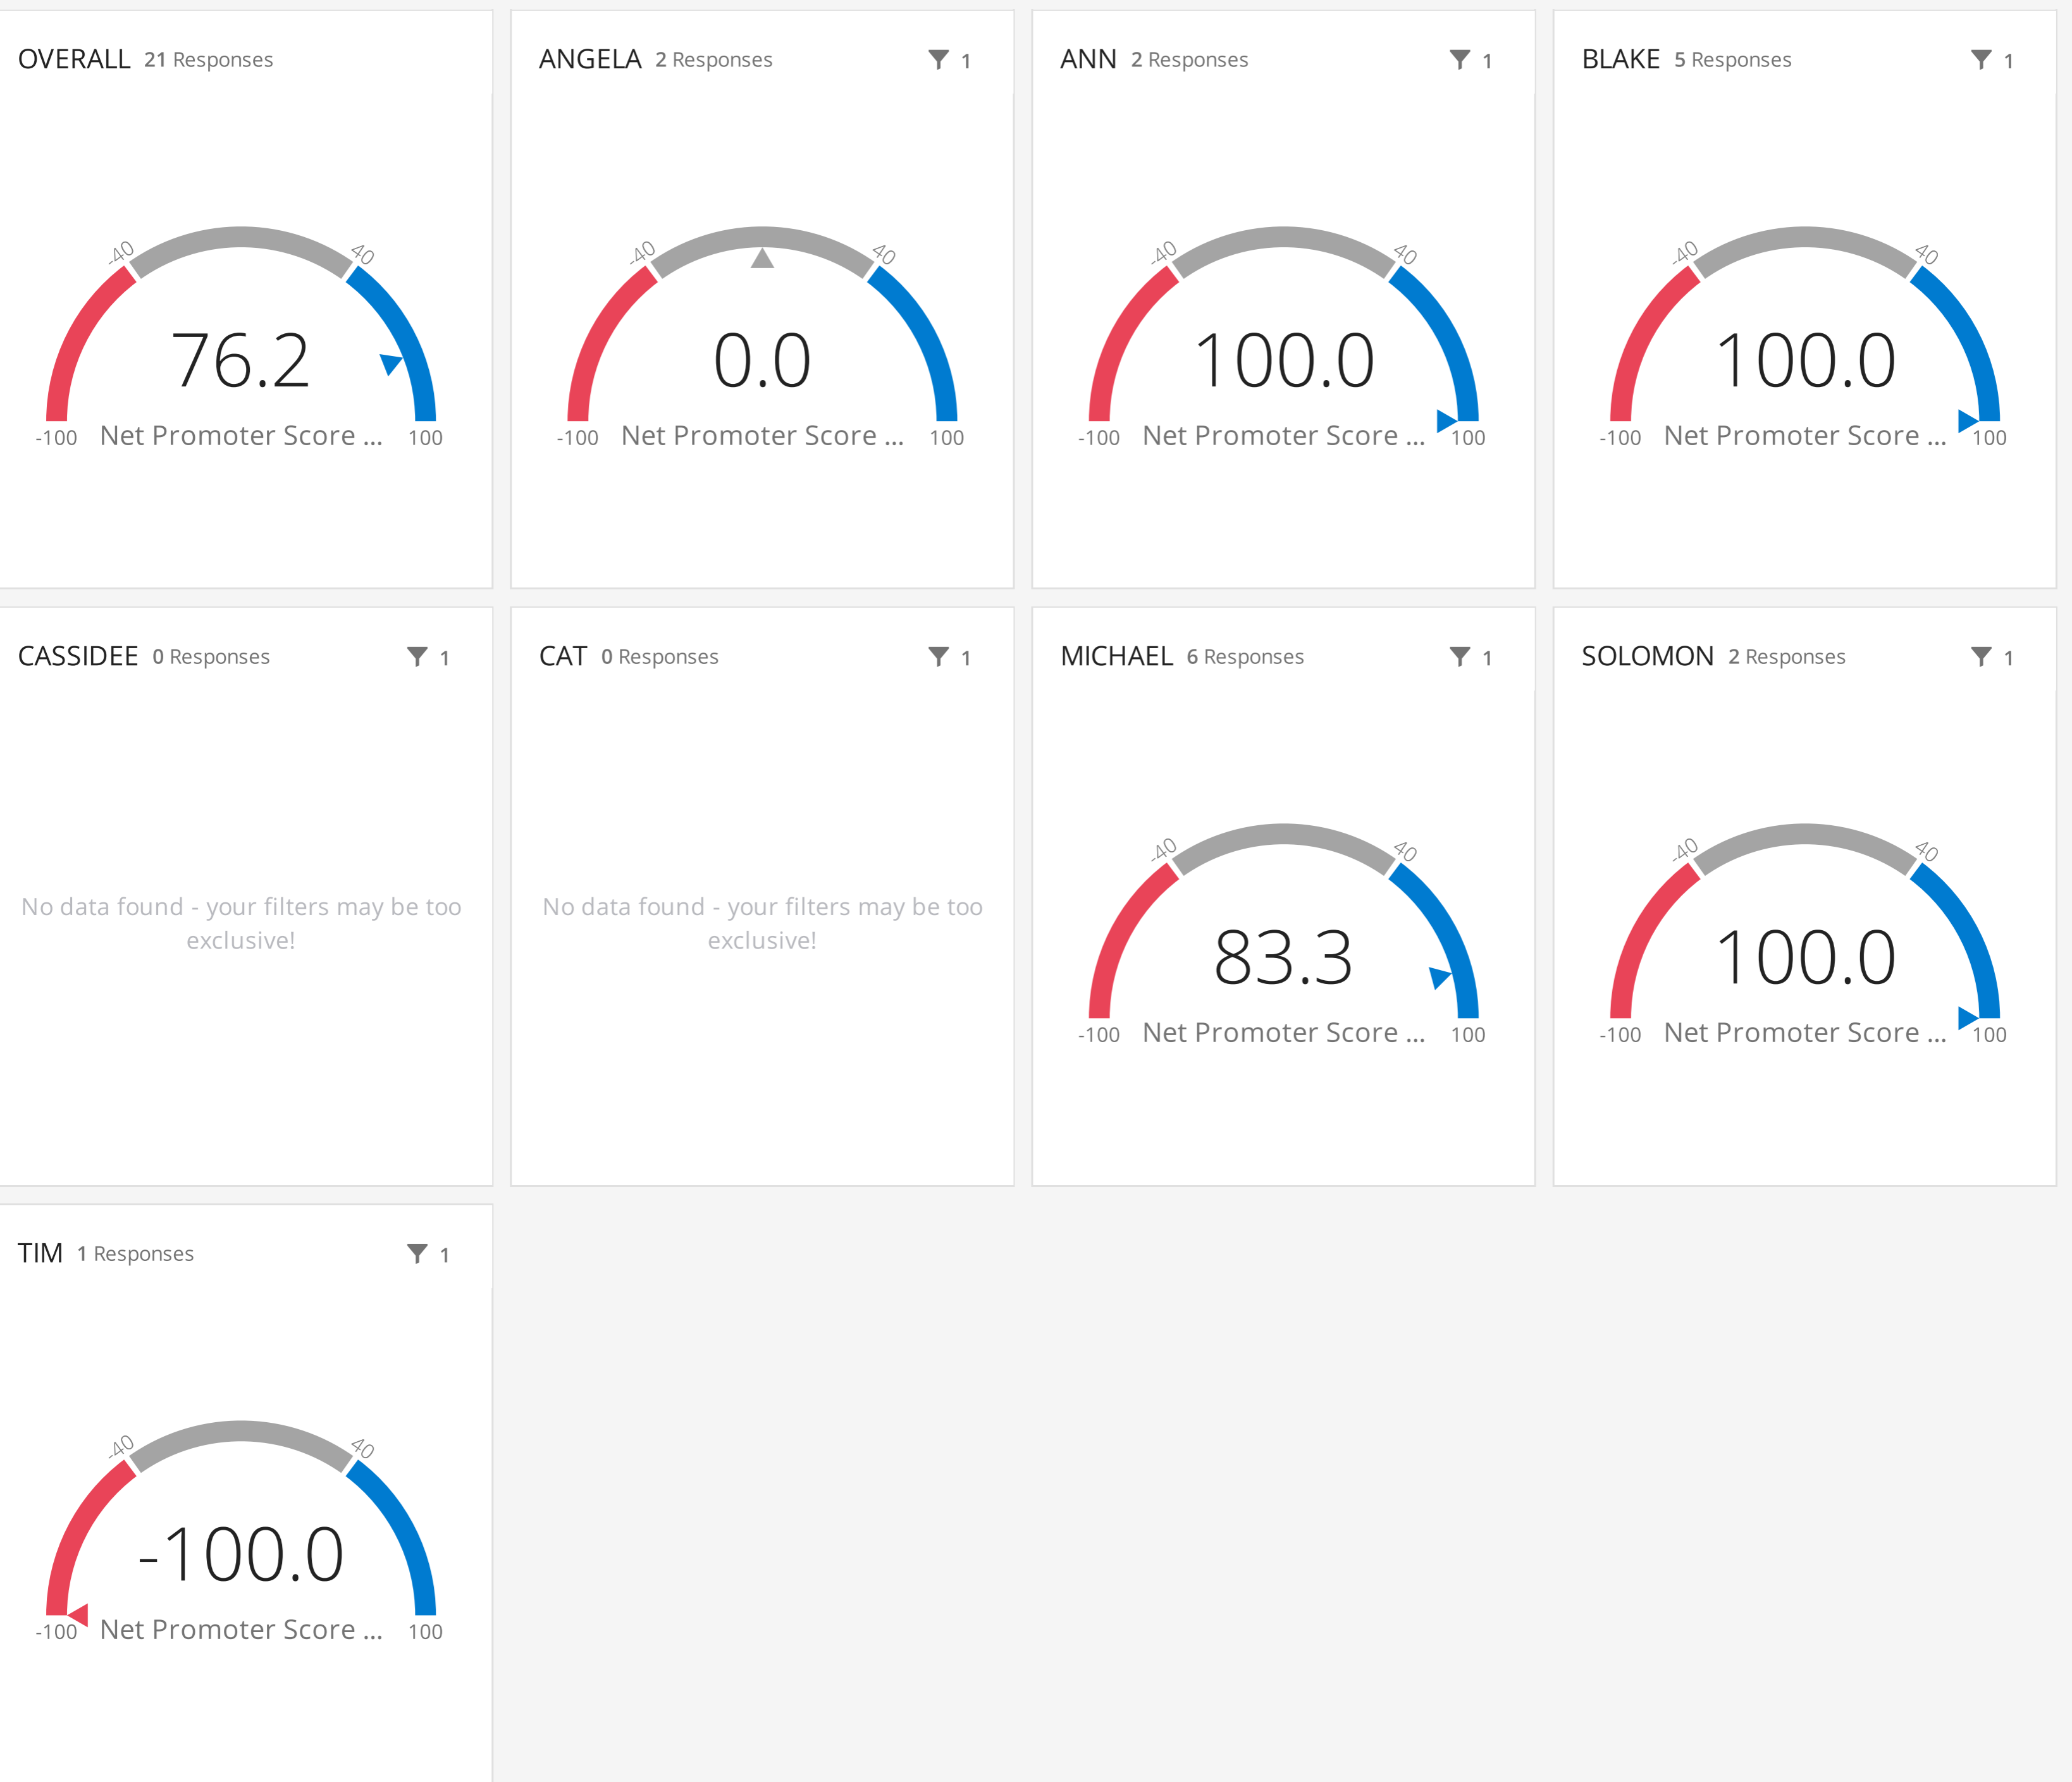 OVERALL 21 Responses
-40
40
76.2
-100 Net Promoter Score ... 100
ANGELA 2 Responses 1
-40
40
0.0
-100 Net Promoter Score ... 100
ANN 2 Responses 1
-40
40
100.0
-100 Net Promoter Score ... 100
BLAKE 5 Responses 1
-40
40
100.0
-100 Net Promoter Score ... 100
CASSIDEE 0 Responses 1
No data found - your filters may be too
exclusive!
CAT 0 Responses 1
No data found - your filters may be too
exclusive!
MICHAEL 6 Responses 1
-40
40
83.3
-100 Net Promoter Score ... 100
SOLOMON 2 Responses 1
-40
40
100.0
-100 Net Promoter Score ... 100
TIM 1 Responses 1
-40
40
-100.0
-100 Net Promoter Score ... 100